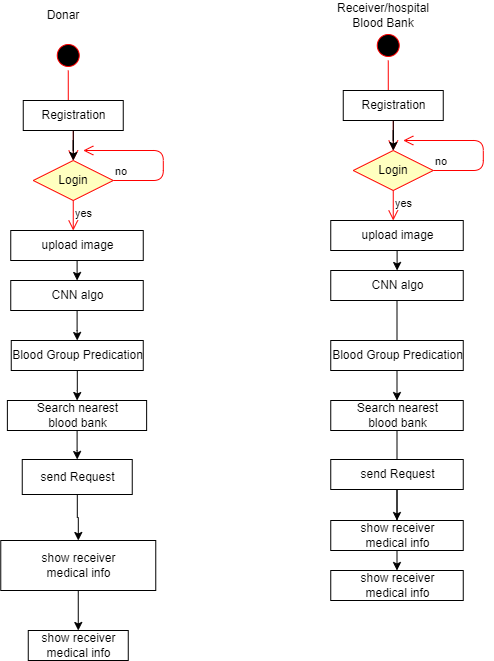 Donar
Registration
Login
no
yes
upload image
CNN algo
Blood Group Predication
Search nearest
blood bank
send Request
show receiver
medical info
show receiver
medical info
Receiver/hospital
Blood Bank
Registration
Login
no
yes
upload image
CNN algo
Blood Group Predication
Search nearest
blood bank
send Request
show receiver
medical info
show receiver
medical info